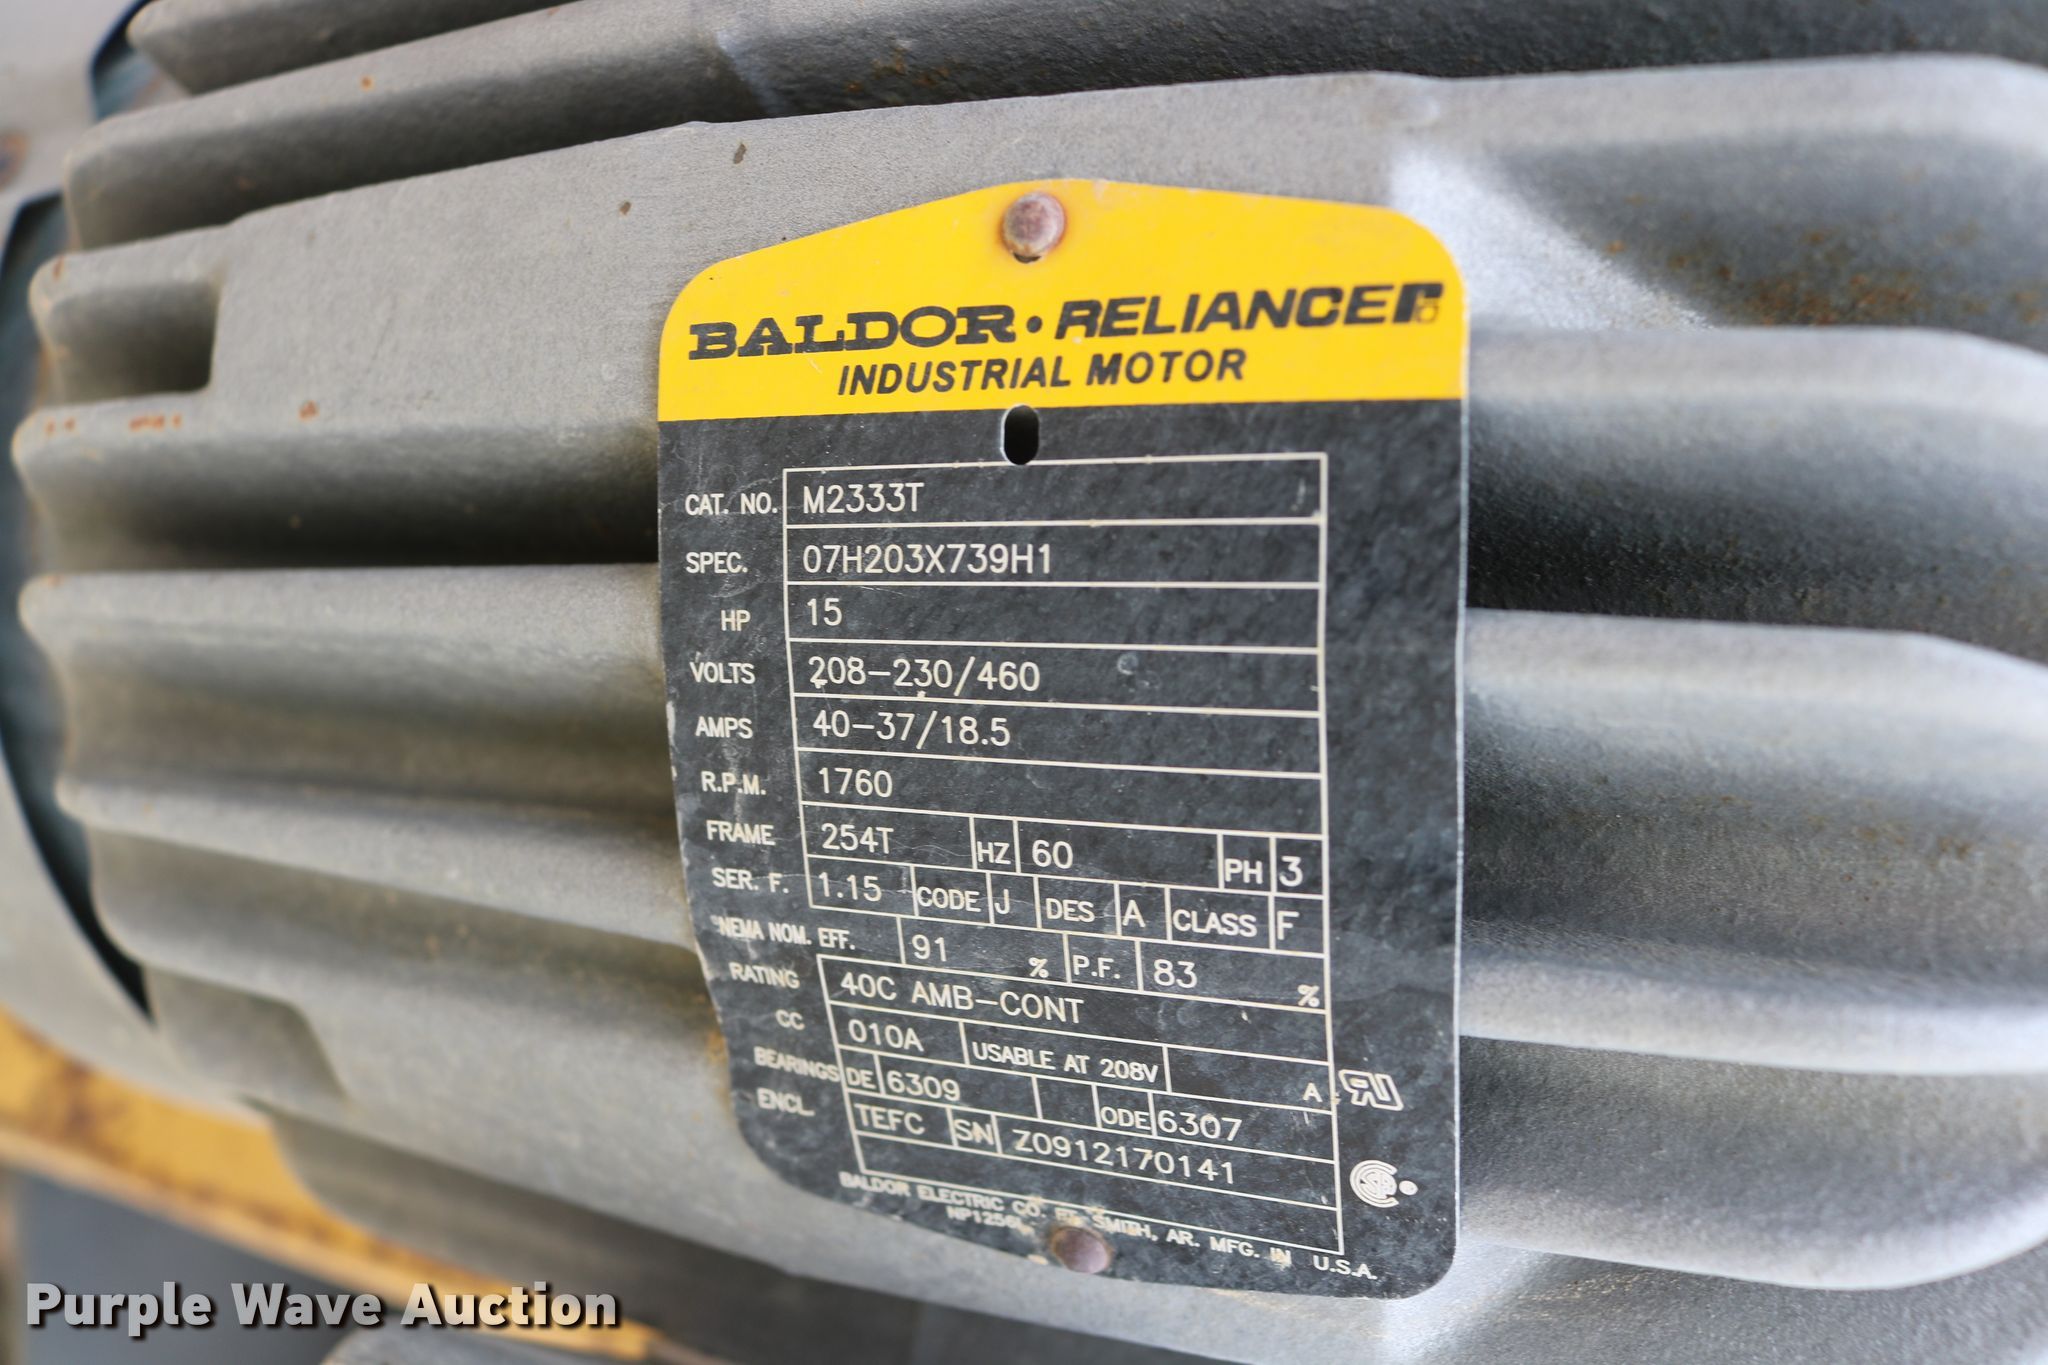 BALDOR • RELIANCER
INDUSTRIAL MOTOR
CAT. NO. M2333T
SPEC. 07H203X739H1
HP 15
VOLTS 208-230/460
AMPS 40-37/18.5
R.P.M. 1760
FRAME 254T HZ 60 PH 3
SER. F. 1.15 CODE J DES A CLASS F
NEMA NOM. EFF. 91 % P.F. 83 %
RATING 40C AMB-CONT
CC 010A USABLE AT 208V A
BEARINGS DE 6309 ODE 6307
ENCL TEFC SN Z0912170141
BALDOR ELECTRIC CO. FT. SMITH, AR. MFG. IN U.S.A.
Purple Wave Auction